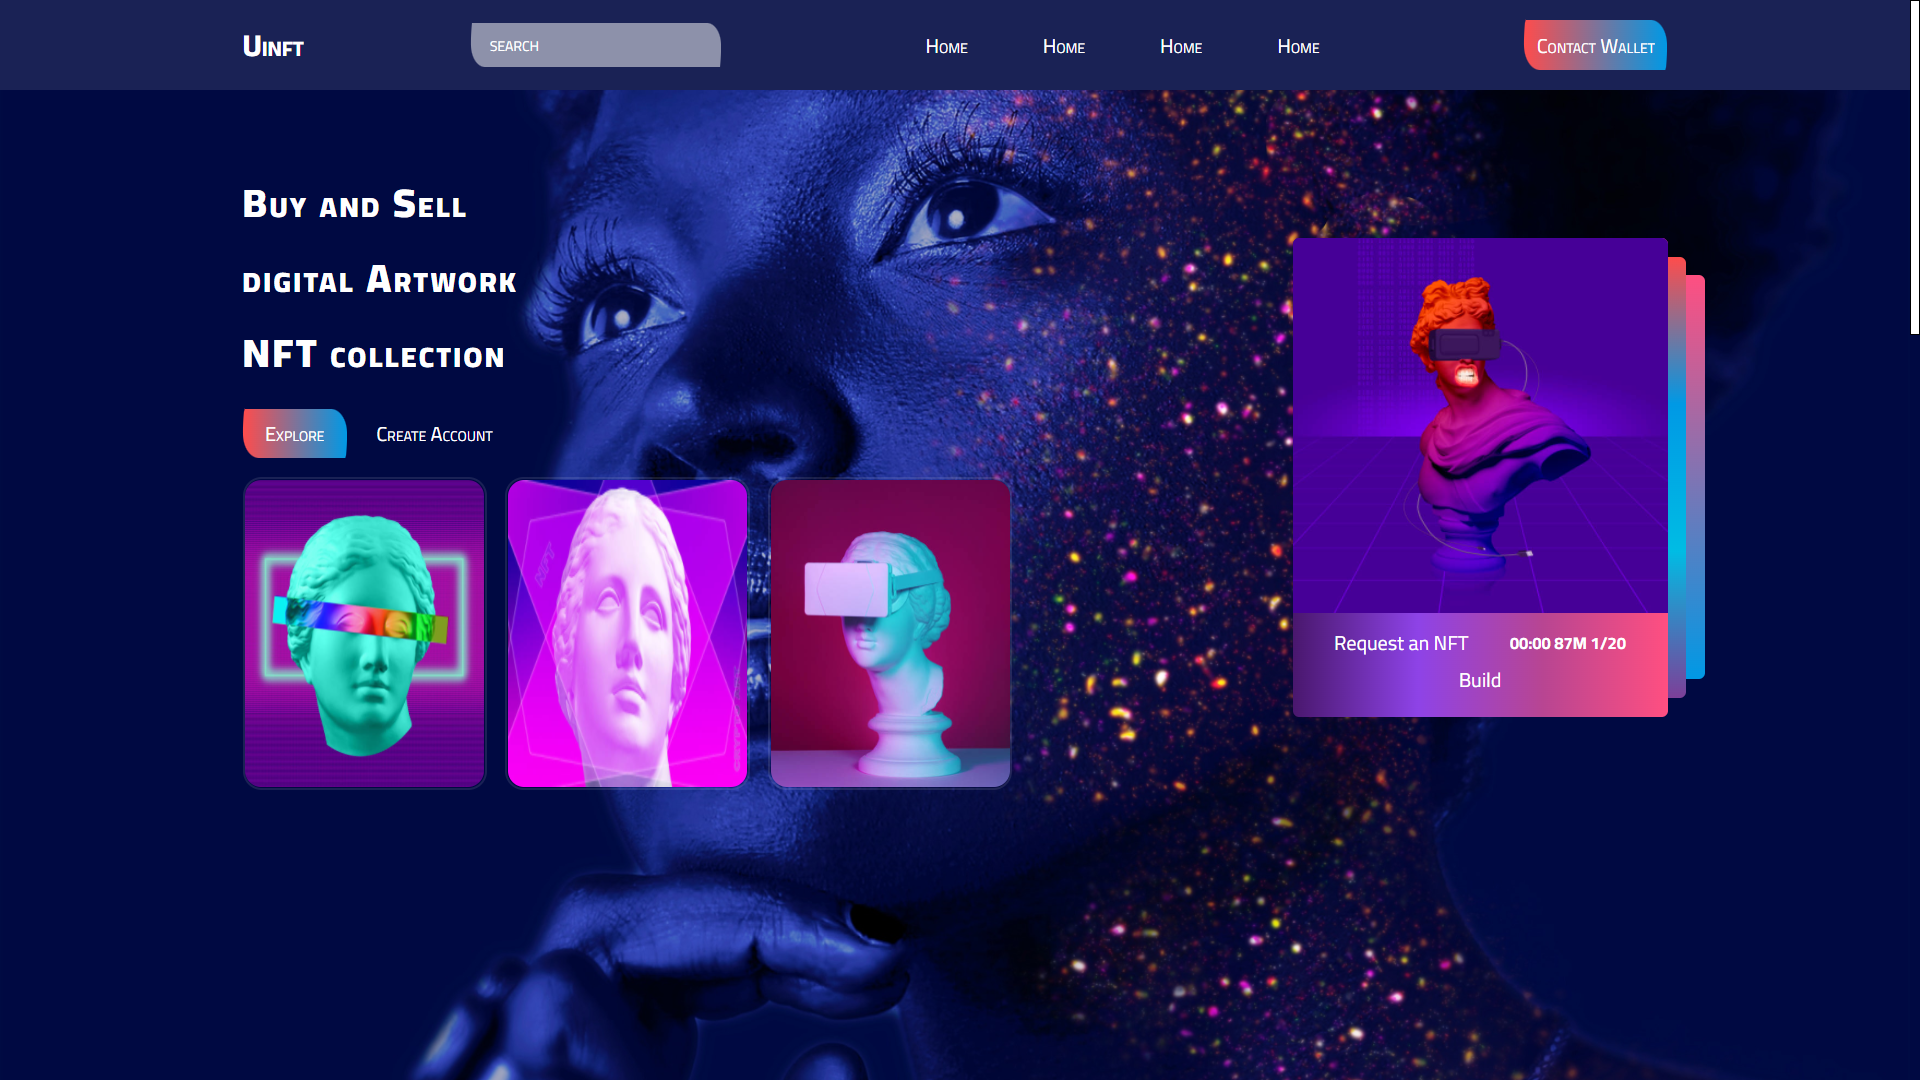 Uinft
search
Home
Home
Home
Home
Contact Wallet
Buy and Sell
digital Artwork
NFT collection
Explore
Create Account
Request an NFT
00:00 87M 1/20
Build